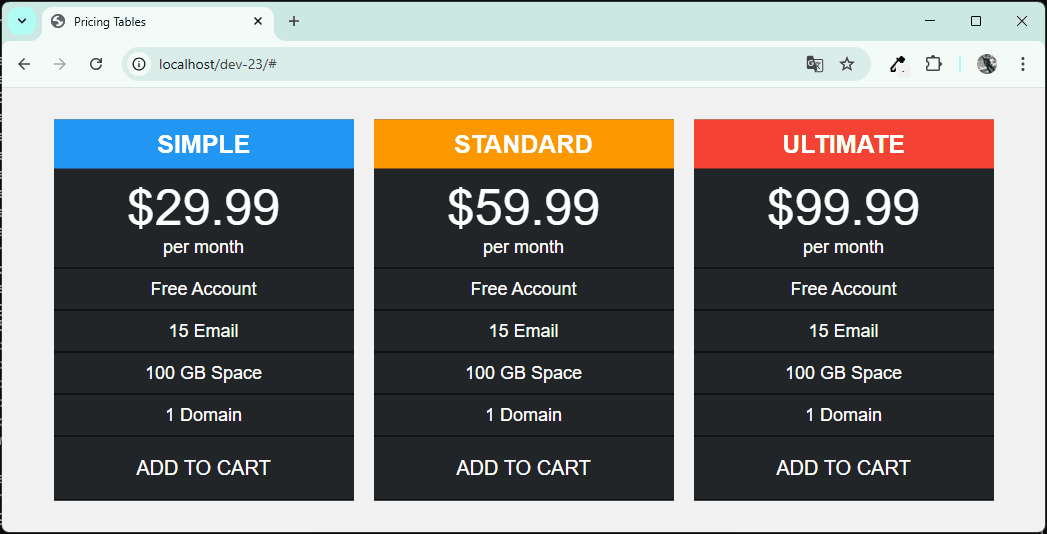 Pricing Tables
localhost/dev-23/#
SIMPLE
$29.99
per month
Free Account
15 Email
100 GB Space
1 Domain
ADD TO CART
STANDARD
$59.99
per month
Free Account
15 Email
100 GB Space
1 Domain
ADD TO CART
ULTIMATE
$99.99
per month
Free Account
15 Email
100 GB Space
1 Domain
ADD TO CART